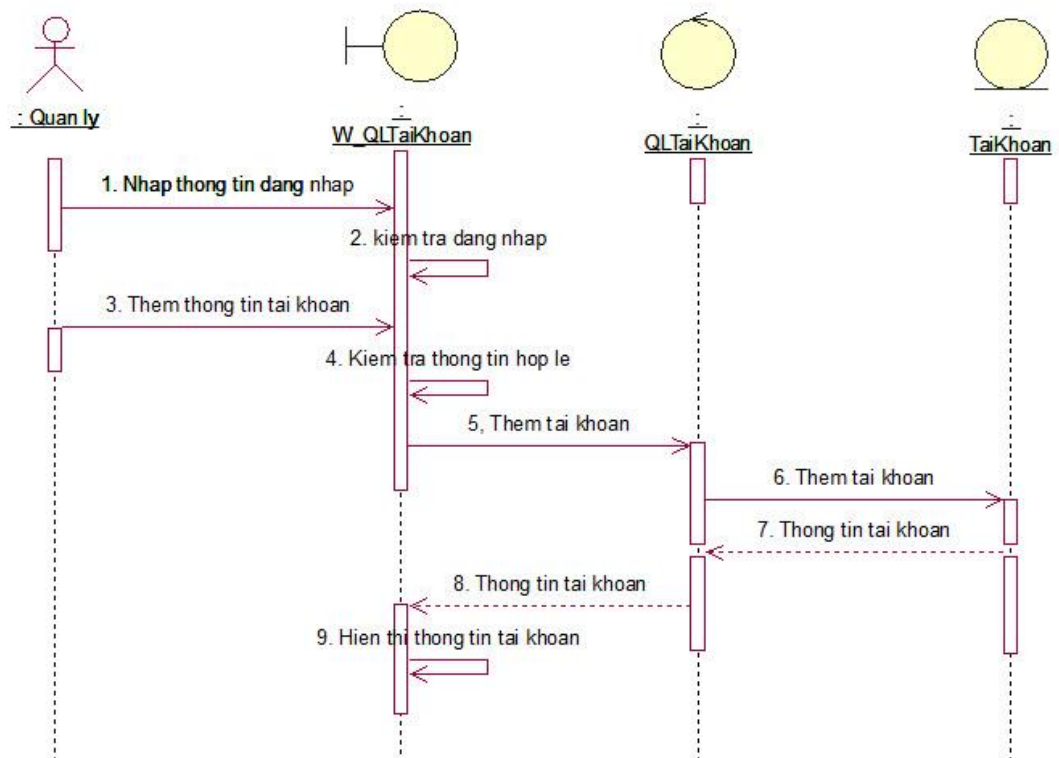 : Quan ly
:
W_QLTaiKhoan
:
QLTaiKhoan
:
TaiKhoan
1. Nhap thong tin dang nhap
2. kiem tra dang nhap
3. Them thong tin tai khoan
4. Kiem tra thong tin hop le
5, Them tai khoan
6. Them tai khoan
7. Thong tin tai khoan
8. Thong tin tai khoan
9. Hien thi thong tin tai khoan